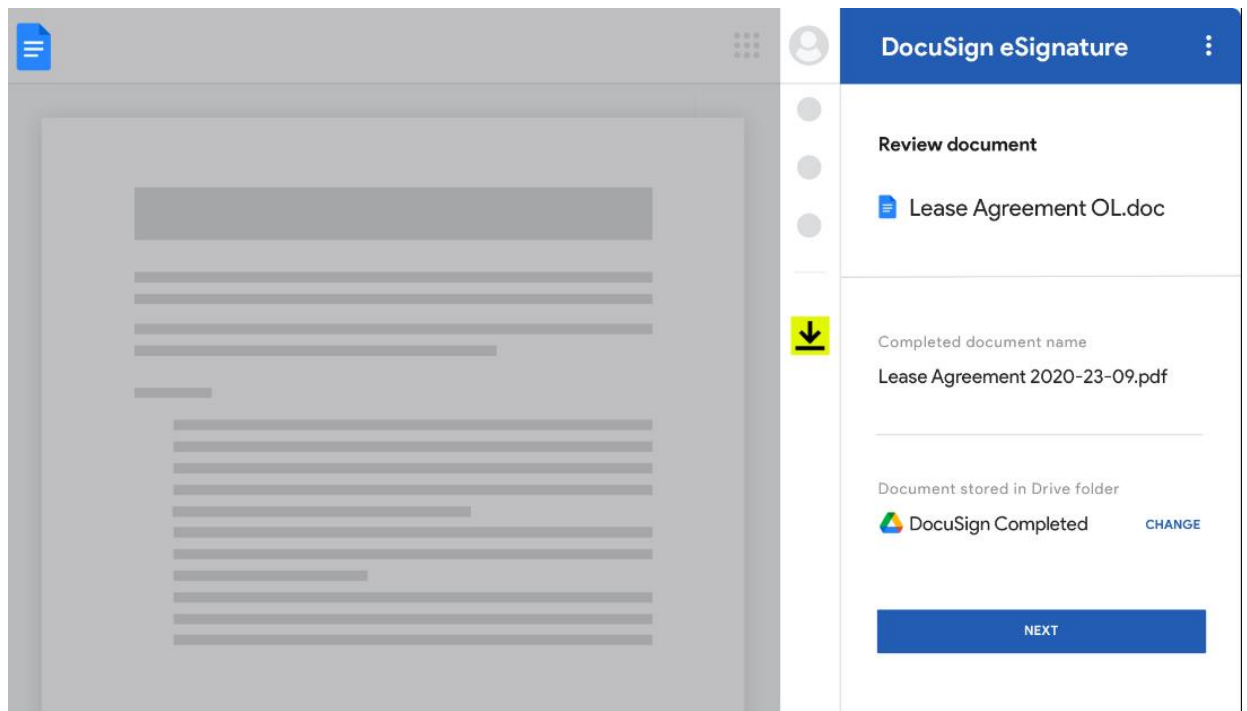 DocuSign eSignature
Review document
Lease Agreement OL.doc
Completed document name
Lease Agreement 2020-23-09.pdf
Document stored in Drive folder
DocuSign Completed CHANGE
NEXT